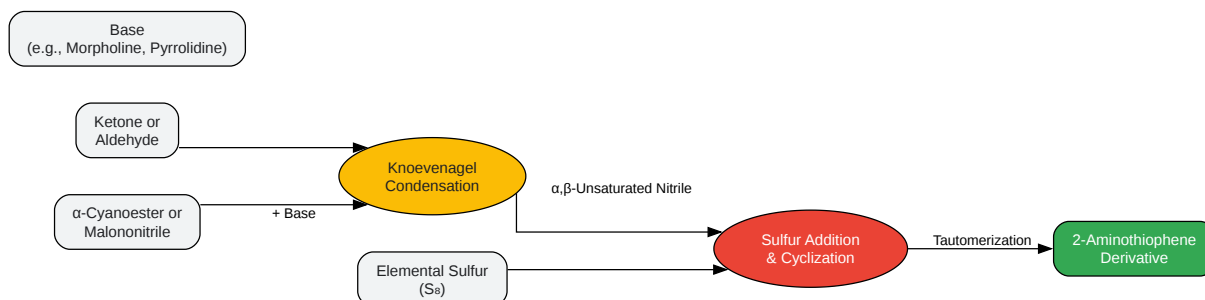 Base
(e.g., Morpholine, Pyrrolidine)
Ketone or
Aldehyde
Knoevenagel
Condensation
α,β-Unsaturated Nitrile
α-Cyanoester or
Malononitrile
+ Base
Sulfur Addition
& Cyclization
Tautomerization
2-Aminothiophene
Derivative
Elemental Sulfur
(S₈)